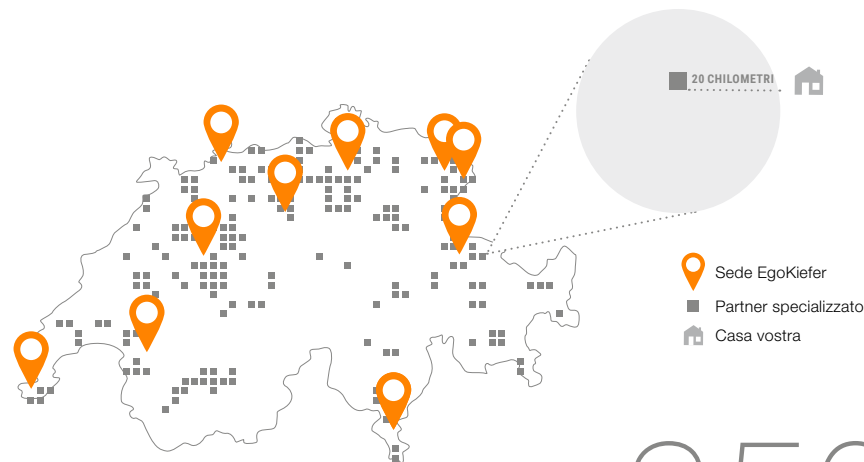 20 CHILOMETRI
Sede EgoKiefer
Partner specializzato
Casa vostra